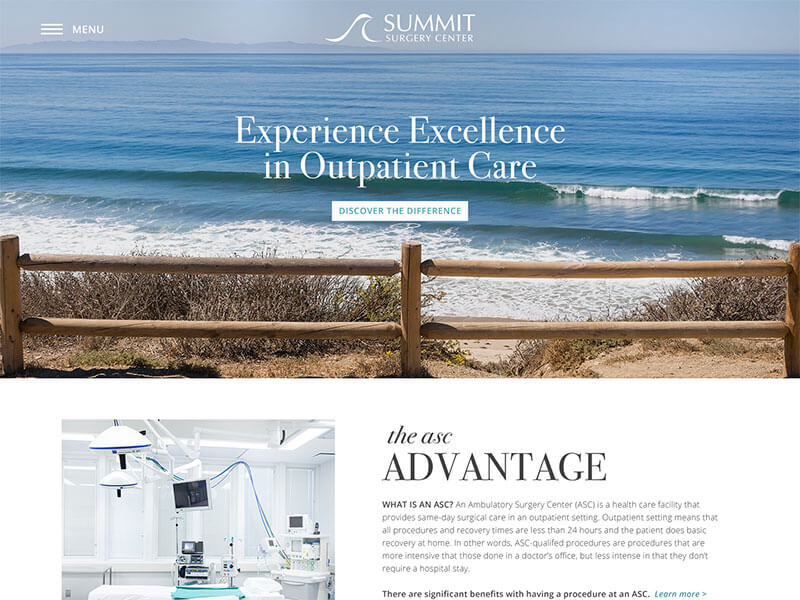 MENU
SUMMIT
SURGERY CENTER
Experience Excellence
in Outpatient Care
DISCOVER THE DIFFERENCE
the asc
ADVANTAGE
WHAT IS AN ASC? An Ambulatory Surgery Center (ASC) is a health care facility that
provides same-day surgical care in an outpatient setting. Outpatient setting means that
all procedures and recovery times are less than 24 hours and the patient does basic
recovery at home. In other words, ASC-qualifed procedures are procedures that are
more intensive that those done in a doctor's office, but less intense in that they don't
require a hospital stay.
There are significant benefits with having a procedure at an ASC. Learn more >